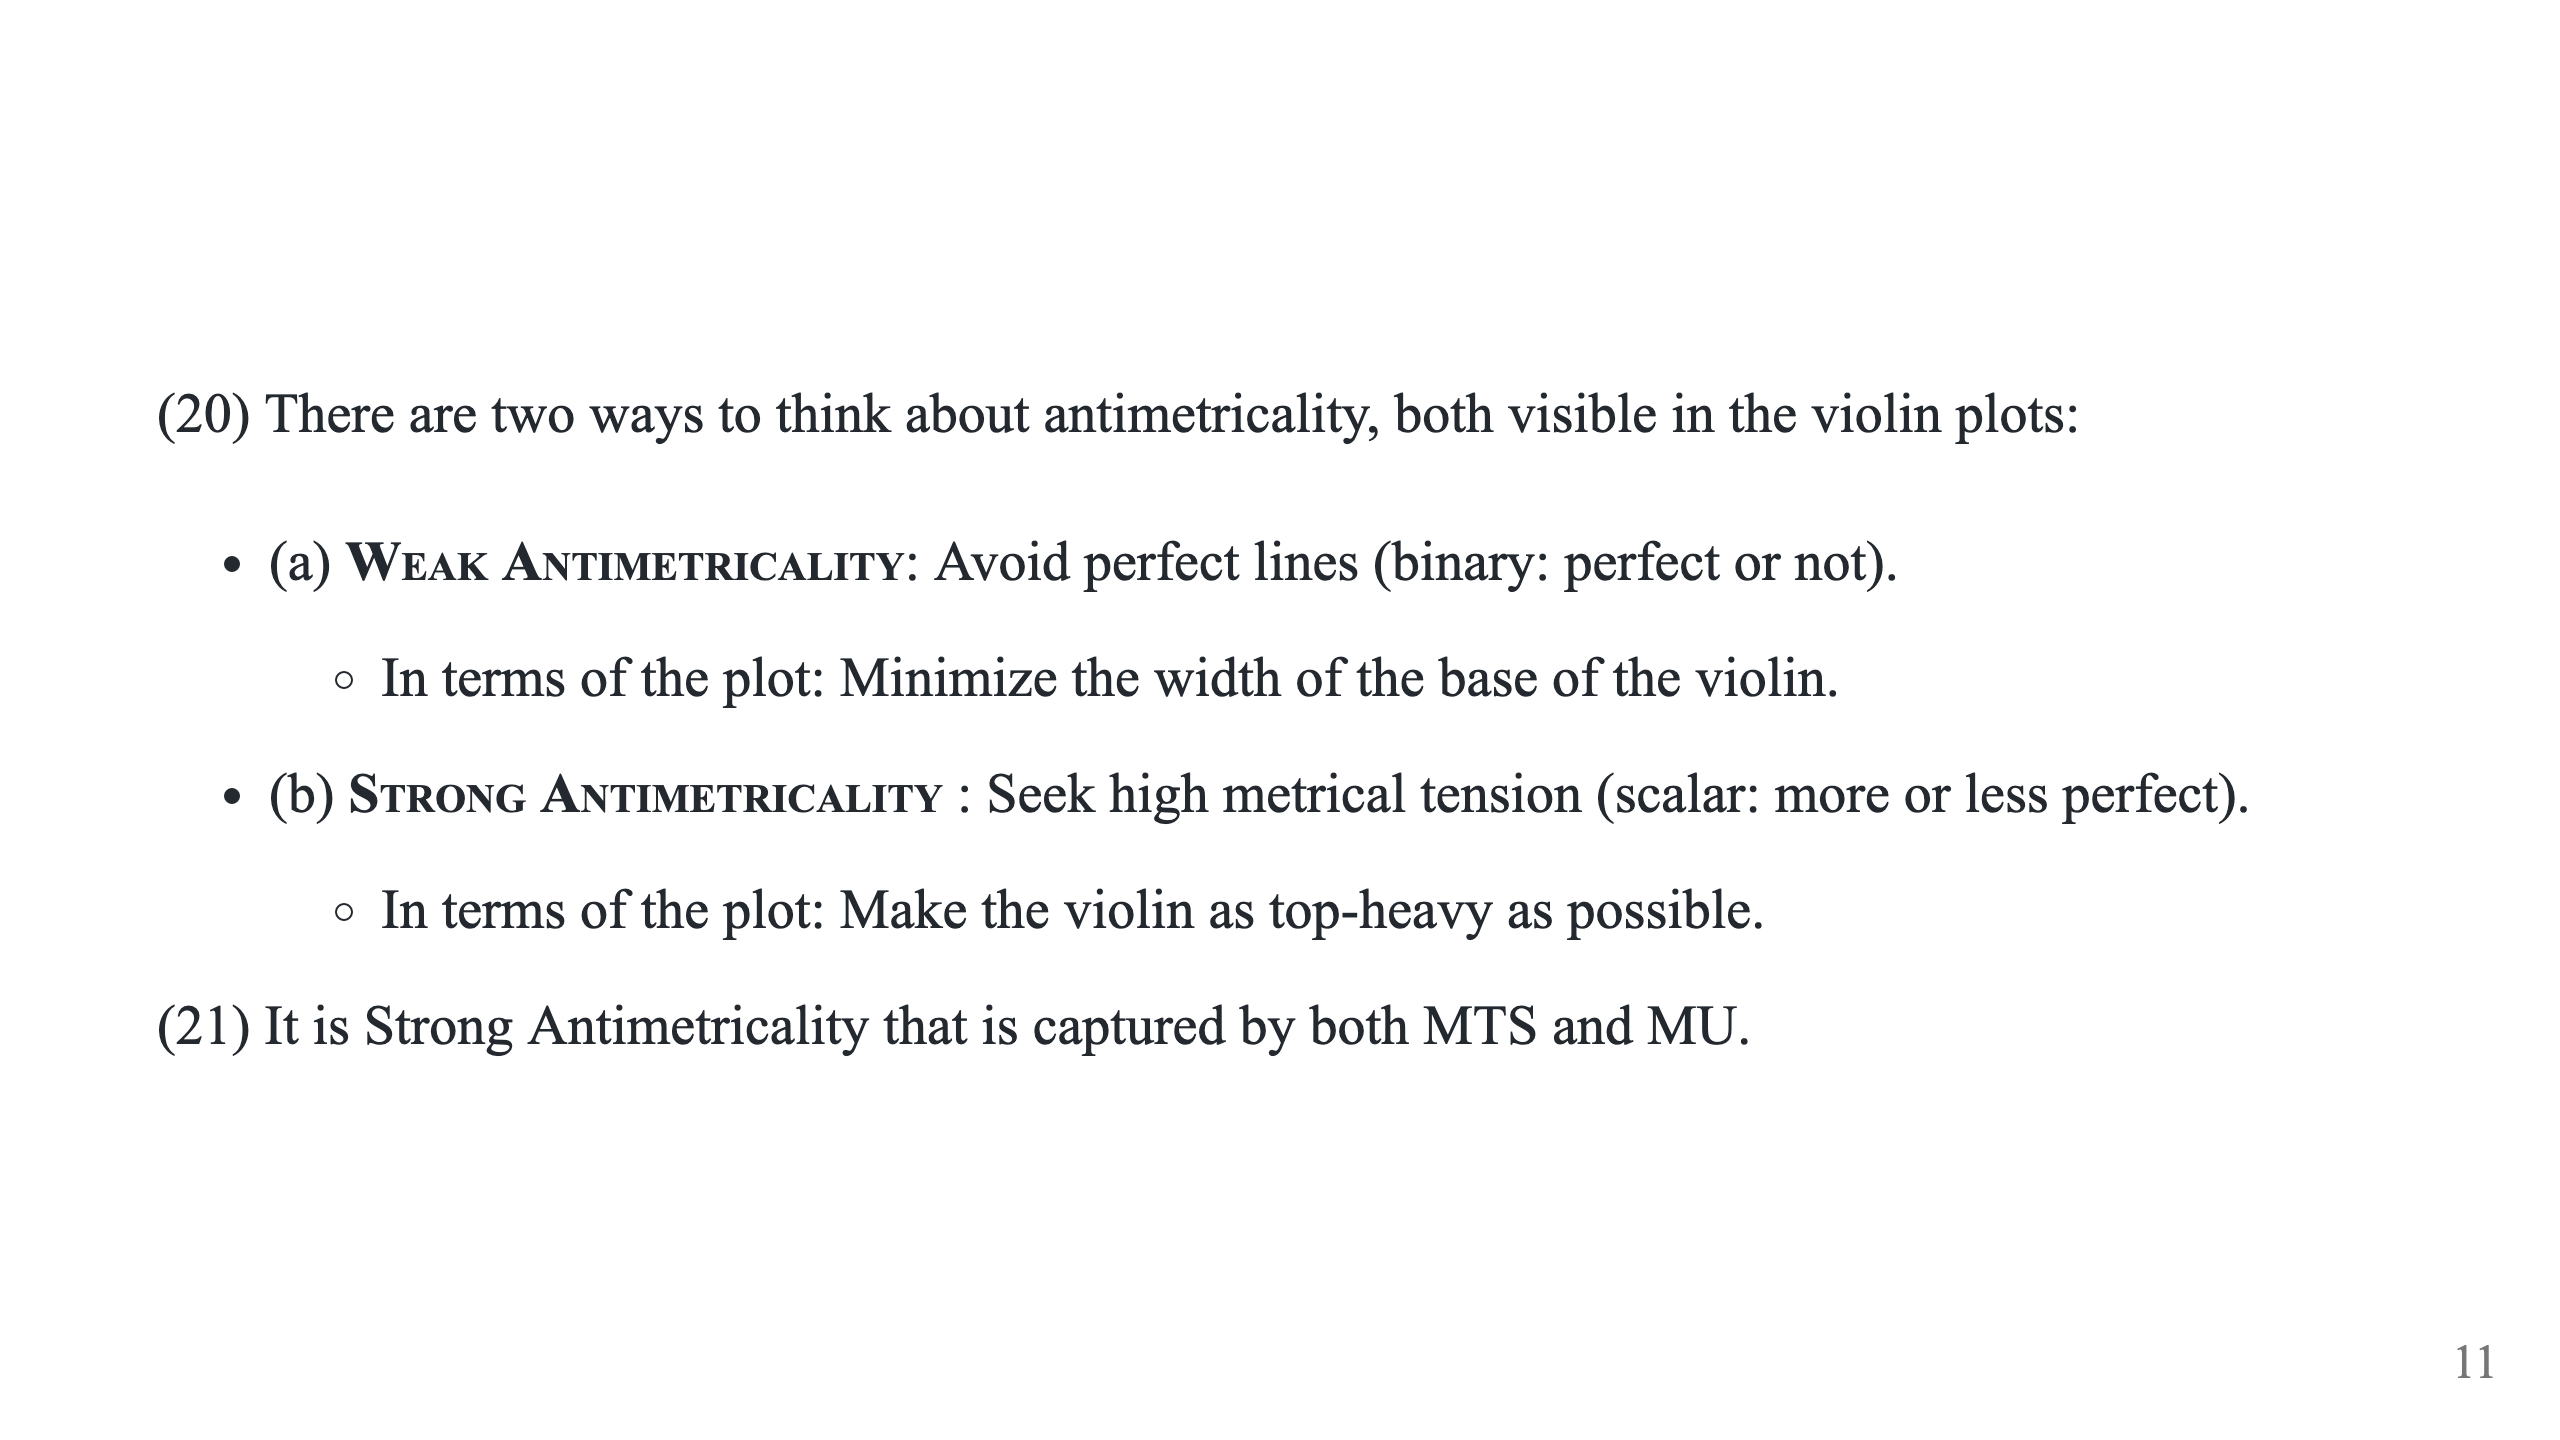 (20) There are two ways to think about antimetricality, both visible in the violin plots:
• (a) WEAK ANTIMETRICALITY: Avoid perfect lines (binary: perfect or not).
◦ In terms of the plot: Minimize the width of the base of the violin.
• (b) STRONG ANTIMETRICALITY : Seek high metrical tension (scalar: more or less perfect).
◦ In terms of the plot: Make the violin as top-heavy as possible.
(21) It is Strong Antimetricality that is captured by both MTS and MU.
11